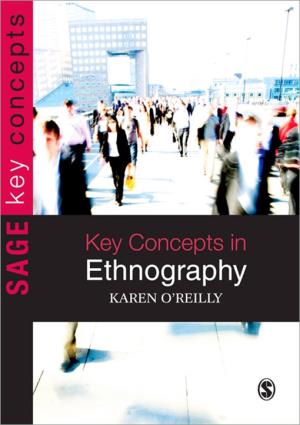 SAGE key concepts
Key Concepts in
Ethnography
KAREN O'REILLY
S